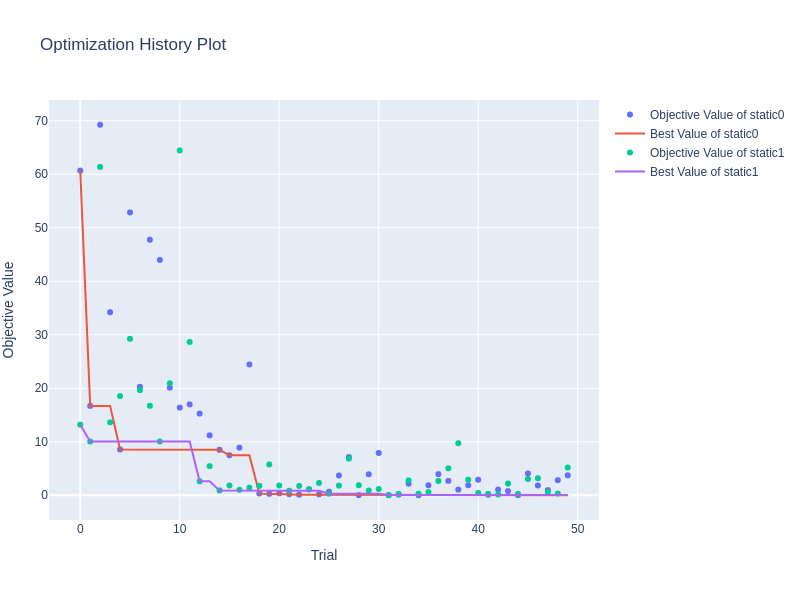 Optimization History Plot
Objective Value of static0
Best Value of static0
Objective Value of static1
Best Value of static1
70
60
50
40
30
20
10
0
Objective Value
0 10 20 30 40 50
Trial